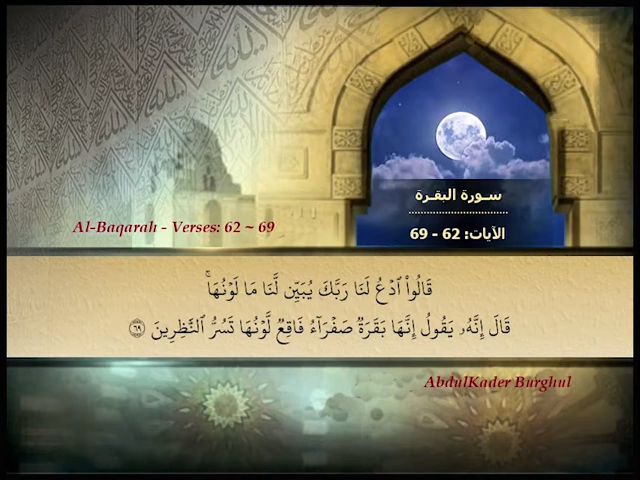 سورة البقرة
الآيات: 62 - 69
Al-Baqarah - Verses: 62 ~ 69
قَالُوا۟ ٱدْعُ لَنَا رَبَّكَ يُبَيِّن لَّنَا مَا لَوْنُهَا ۚ
قَالَ إِنَّهُۥ يَقُولُ إِنَّهَا بَقَرَةٌ صَفْرَآءُ فَاقِعٌ لَّوْنُهَا تَسُرُّ ٱلنَّـٰظِرِينَ ٦٩
AbdulKader Burghul